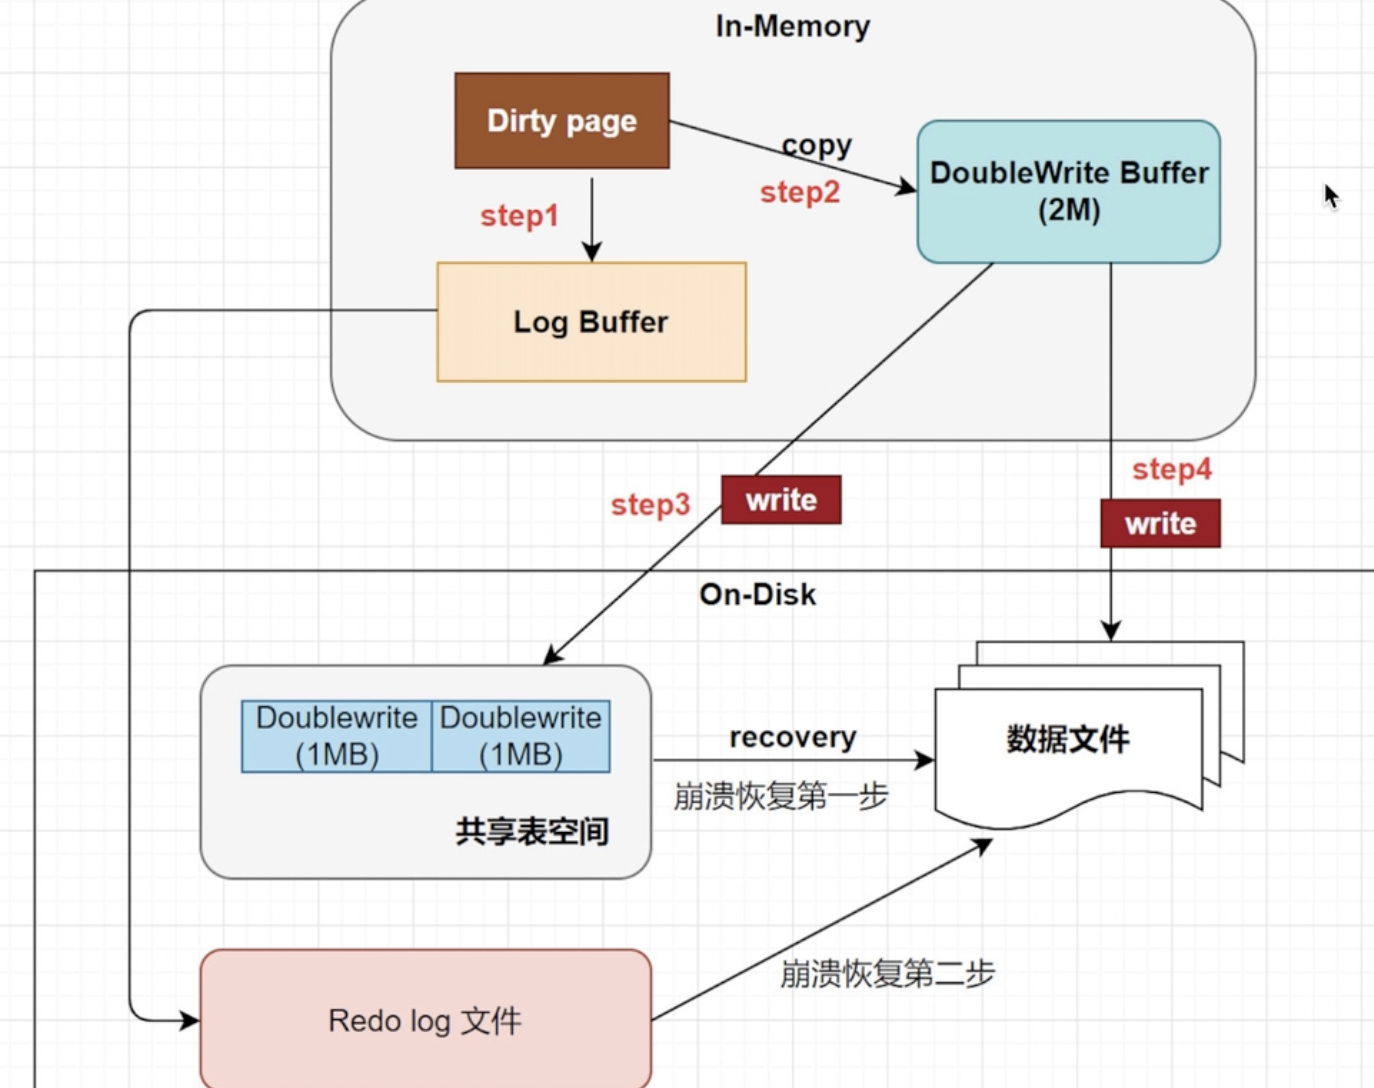 In-Memory
Dirty page
copy
step2
DoubleWrite Buffer
(2M)
step1
Log Buffer
step3
write
step4
write
On-Disk
Doublewrite
(1MB)
Doublewrite
(1MB)
共享表空间
recovery
崩溃恢复第一步
数据文件
崩溃恢复第二步
Redo log 文件